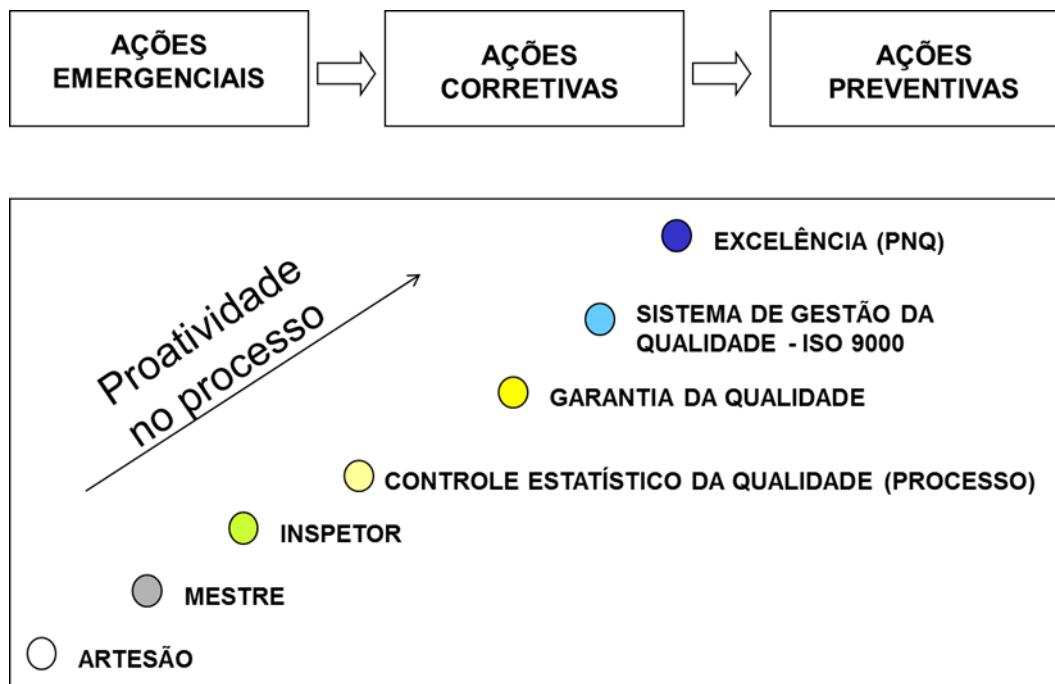 AÇÕES
EMERGENCIAIS
AÇÕES
CORRETIVAS
AÇÕES
PREVENTIVAS
Proatividade
no processo
EXCELÊNCIA (PNQ)
SISTEMA DE GESTÃO DA
QUALIDADE - ISO 9000
GARANTIA DA QUALIDADE
CONTROLE ESTATÍSTICO DA QUALIDADE (PROCESSO)
INSPETOR
MESTRE
ARTESÃO